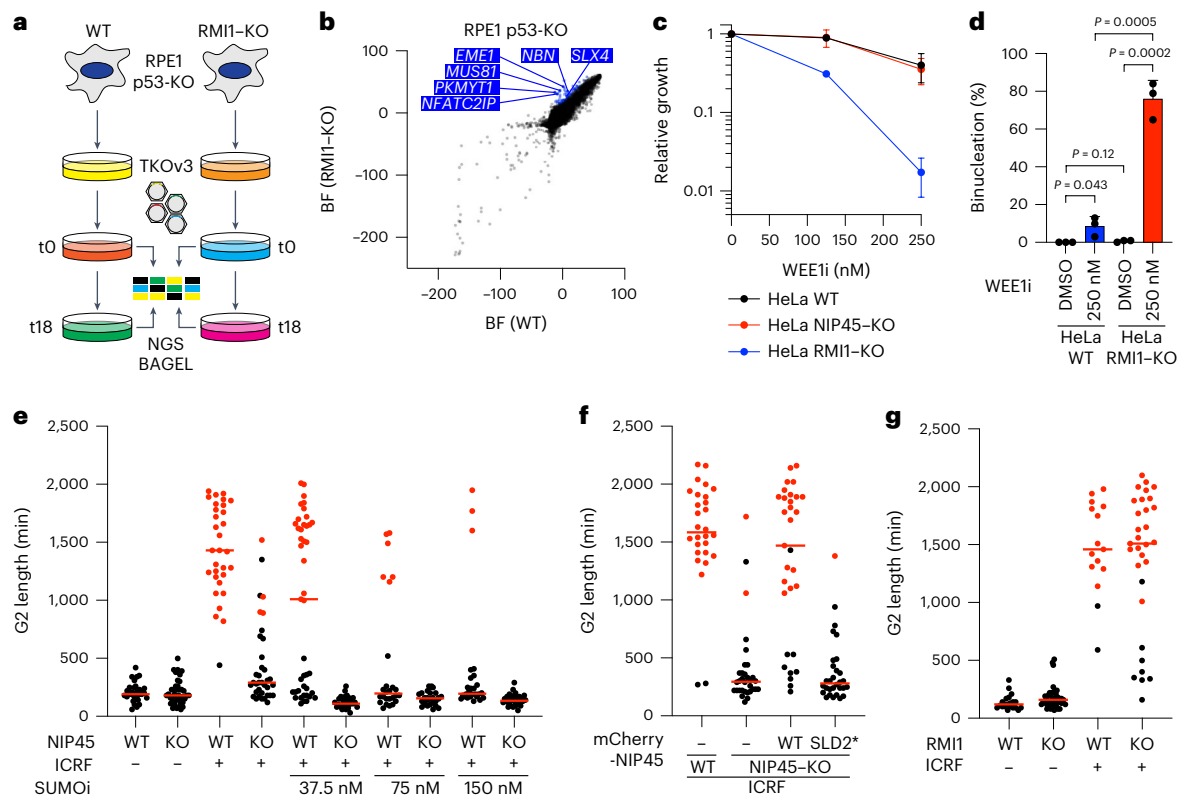 a
WT
RMI1–KO
RPE1
p53-KO
TKOv3
t0
t0
t18
t18
NGS
BAGEL
b
RPE1 p53-KO
EME1
NBN
SLX4
MUS81
PKMYT1
NFATC2IP
100
0
−100
−200
BF (RMI1–KO)
−200
−100
0
100
BF (WT)
c
1
0.1
0.01
Relative growth
0
50
100
150
200
250
WEE1i (nM)
HeLa WT
HeLa NIP45–KO
HeLa RMI1–KO
d
P = 0.0005
P = 0.0002
P = 0.12
P = 0.043
100
80
60
40
20
0
Binucleation (%)
WEE1i
DMSO
250 nM
DMSO
250 nM
HeLa
WT
HeLa
RMI1–KO
e
2,500
2,000
1,500
1,000
500
0
G2 length (min)
NIP45 WT KO WT KO WT KO WT KO WT KO
ICRF – – + + + + + + + +
SUMOi 37.5 nM 75 nM 150 nM
f
2,500
2,000
1,500
1,000
500
0
G2 length (min)
mCherry
-NIP45
– – WT SLD2*
WT NIP45–KO
ICRF
g
2,500
2,000
1,500
1,000
500
0
G2 length (min)
RMI1 WT KO WT KO
ICRF – – + +